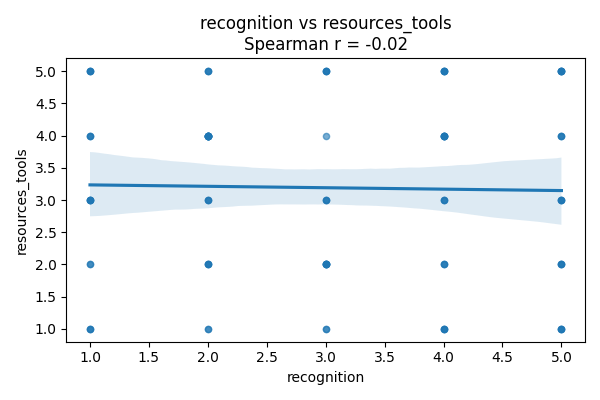 recognition vs resources_tools
Spearman r = -0.02
resources_tools
5.0
4.5
4.0
3.5
3.0
2.5
2.0
1.5
1.0
1.0 1.5 2.0 2.5 3.0 3.5 4.0 4.5 5.0
recognition